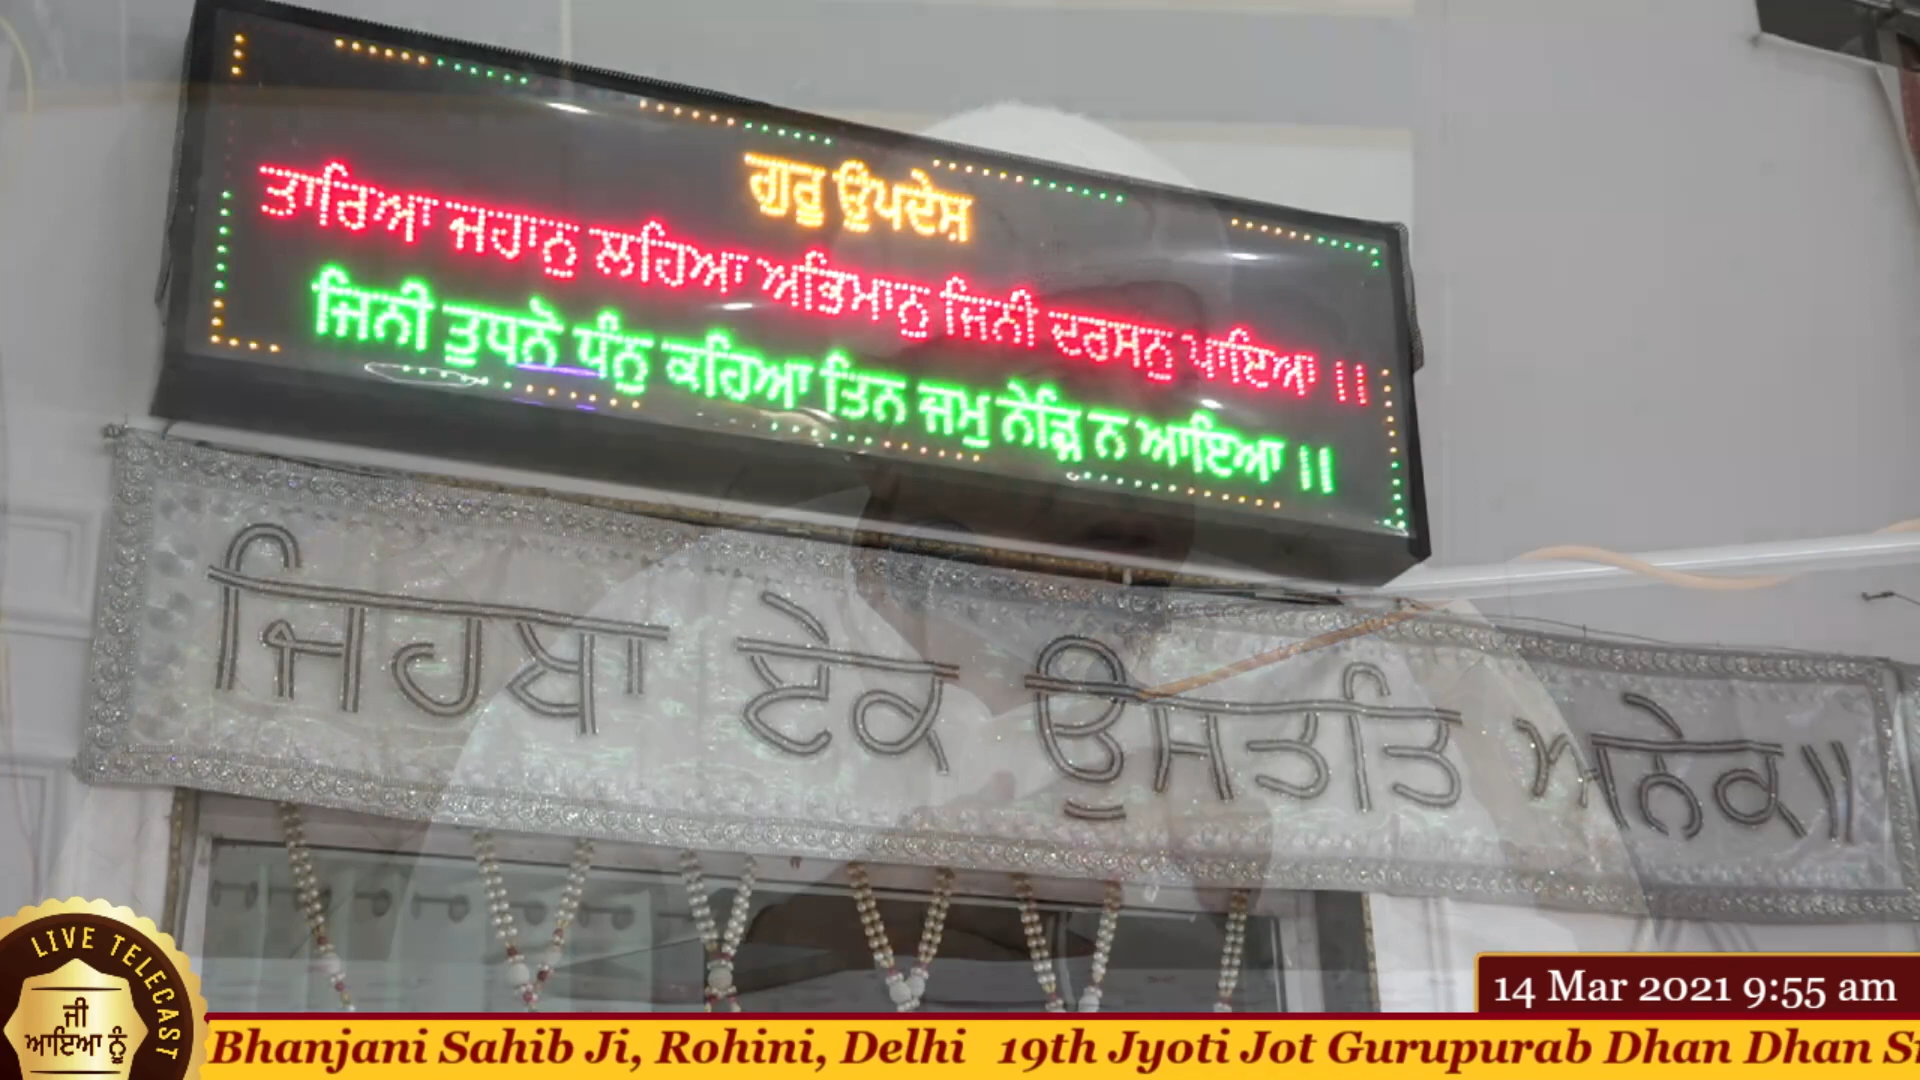 ਗੁਰੂ ਉਪਦੇਸ਼
ਤਾਰਿਆ ਜਹਾਨੁ ਲਹਿਆ ਅਭਿਮਾਨੁ ਜਿਨੀ ਦਰਸਨੁ ਪਾਇਆ ।।
ਜਿਨੀ ਤੁਧਨੋ ਧੰਨੁ ਕਹਿਆ ਤਿਨ ਜਮੁ ਨੇੜਿ ਨ ਆਇਆ ।।
ਜਿਹਬਾ ਏਕ ਉਸਤਤਿ ਅਨੇਕ॥
LIVE TELECAST
ਜੀ
ਆਇਆ ਨੂੰ
14 Mar 2021 9:55 am
Bhanjani Sahib Ji, Rohini, Delhi 19th Jyoti Jot Gurupurab Dhan Dhan